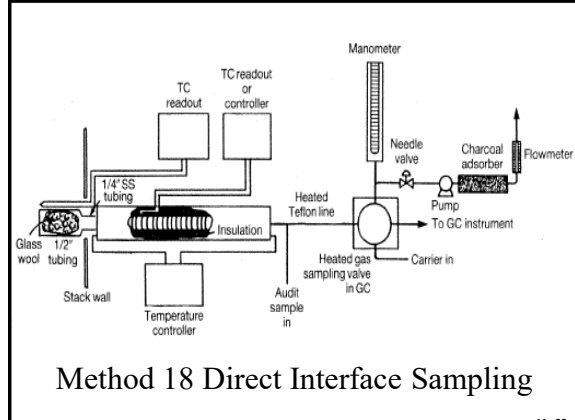 Manometer
TC
readout
TC readout
or
controller
Needle
valve
Charcoal
adsorber
Flowmeter
1/4" SS
tubing
Heated
Teflon line
Pump
To GC instrument
Glass
wool
1/2"
tubing
Insulation
Heated gas
sampling valve
in GC
Carrier in
Stack wall
Temperature
controller
Audit
sample
in
Method 18 Direct Interface Sampling